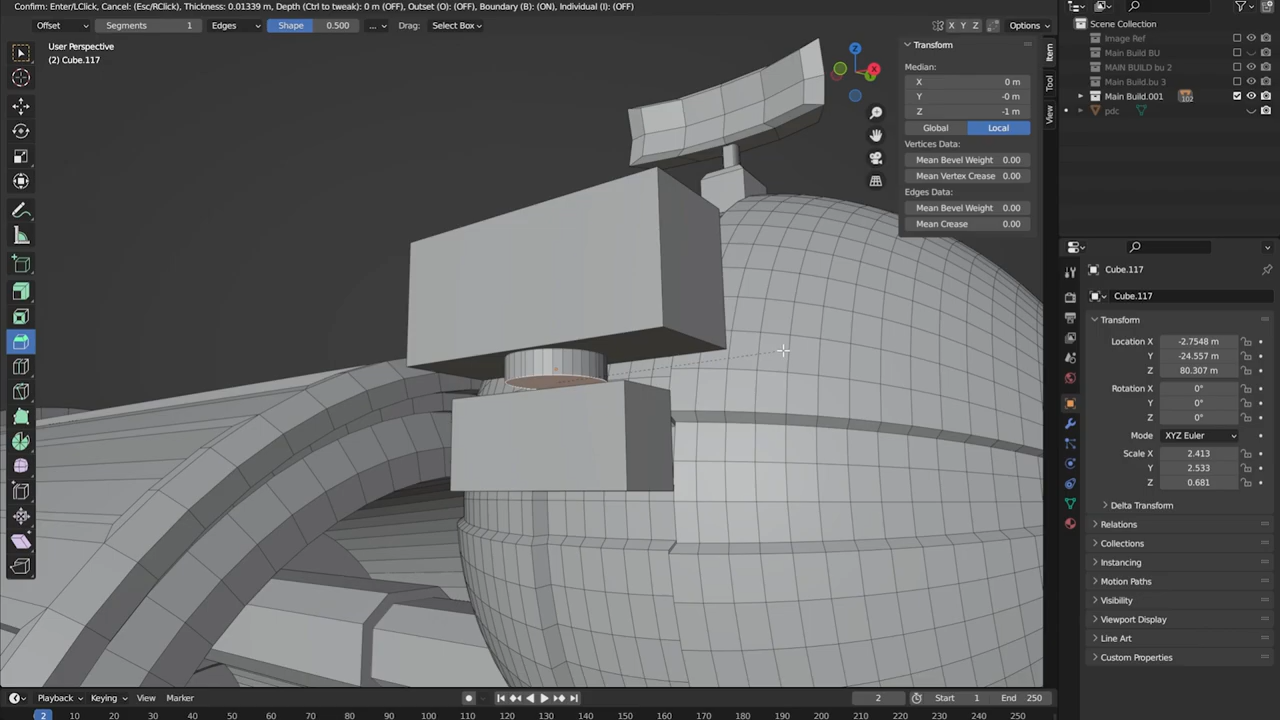 Confirm: Enter/LClick, Cancel: (Esc/RClick), Thickness: 0.01339 m, Depth (Ctrl to tweak): 0 m (OFF), Outset (O): (OFF), Boundary (B): (ON), Individual (I): (OFF)
Offset Segments 1 Edges Shape 0.500 ... Drag: Select Box X Y Z Options
User Perspective
(2) Cube.117
Transform
Median:
X 0 m
Y -0 m
Z -1 m
Global Local
Vertices Data:
Mean Bevel Weight 0.00
Mean Vertex Crease 0.00
Edges Data:
Mean Bevel Weight 0.00
Mean Crease 0.00
Item
Tool
View
Z
X
Y
Scene Collection
Image Ref
Main Build BU
MAIN BUILD bu 2
Main Build.bu 3
Main Build.001 102
pdc
Cube.117
Cube.117
Transform
Location X -2.7548 m
Y -24.557 m
Z 80.307 m
Rotation X 0°
Y 0°
Z 0°
Mode XYZ Euler
Scale X 2.413
Y 2.533
Z 0.681
Delta Transform
Relations
Collections
Instancing
Motion Paths
Visibility
Viewport Display
Line Art
Custom Properties
Playback Keying View Marker 2 Start 1 End 250
2 10 20 30 40 50 60 70 80 90 100 110 120 130 140 150 160 170 180 190 200 210 220 230 240 250